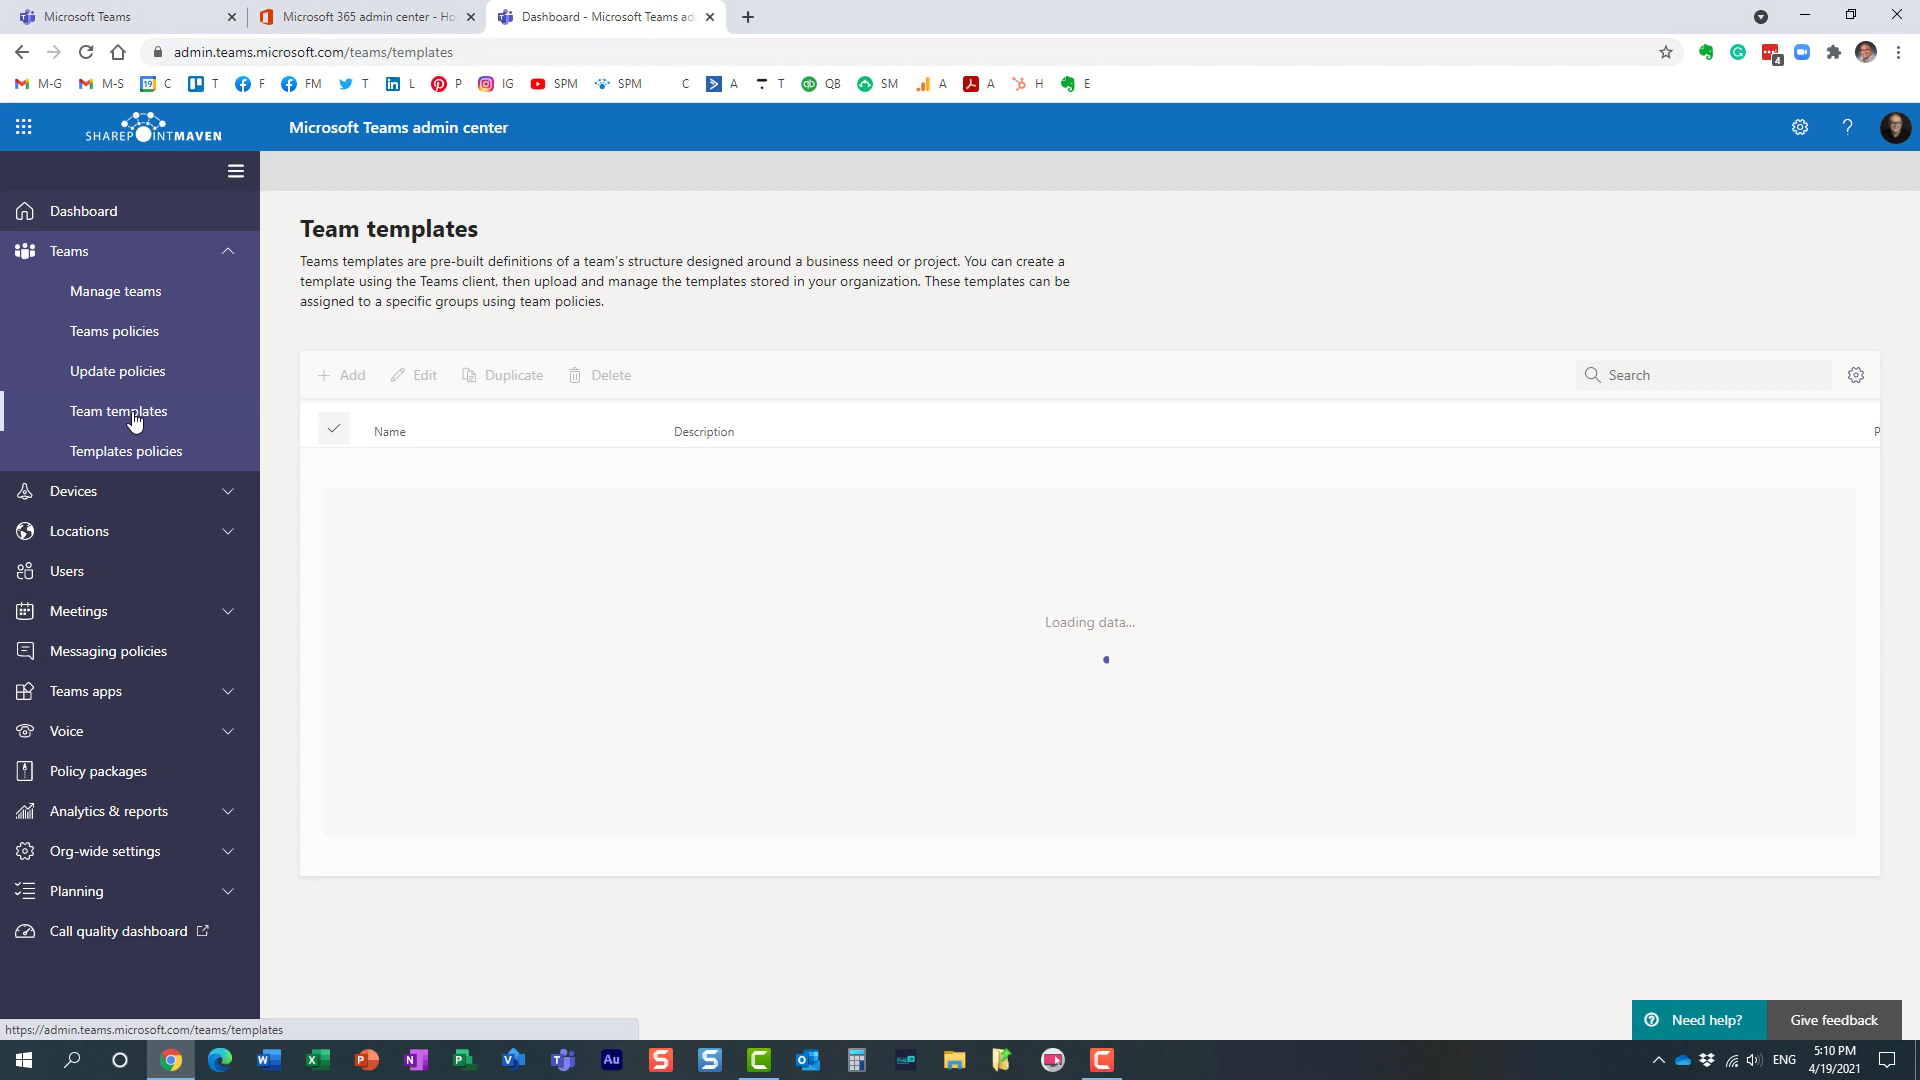 Microsoft Teams
Microsoft 365 admin center - Ho
Dashboard - Microsoft Teams ad
admin.teams.microsoft.com/teams/templates
4
M-G
M-S
19
C
T
F
FM
T
L
P
IG
SPM
SPM
C
A
T
QB
SM
A
A
H
E
SHAREPOINTMAVEN
Microsoft Teams admin center
?
Dashboard
Teams
Manage teams
Teams policies
Update policies
Team templates
Templates policies
Devices
Locations
Users
Meetings
Messaging policies
Teams apps
Voice
Policy packages
Analytics & reports
Org-wide settings
Planning
Call quality dashboard
Team templates
Teams templates are pre-built definitions of a team's structure designed around a business need or project. You can create a
template using the Teams client, then upload and manage the templates stored in your organization. These templates can be
assigned to a specific groups using team policies.
Add
Edit
Duplicate
Delete
Search
Name
Description
P
Loading data...
Need help?
Give feedback
https://admin.teams.microsoft.com/teams/templates
Au
ENG
5:10 PM
4/19/2021